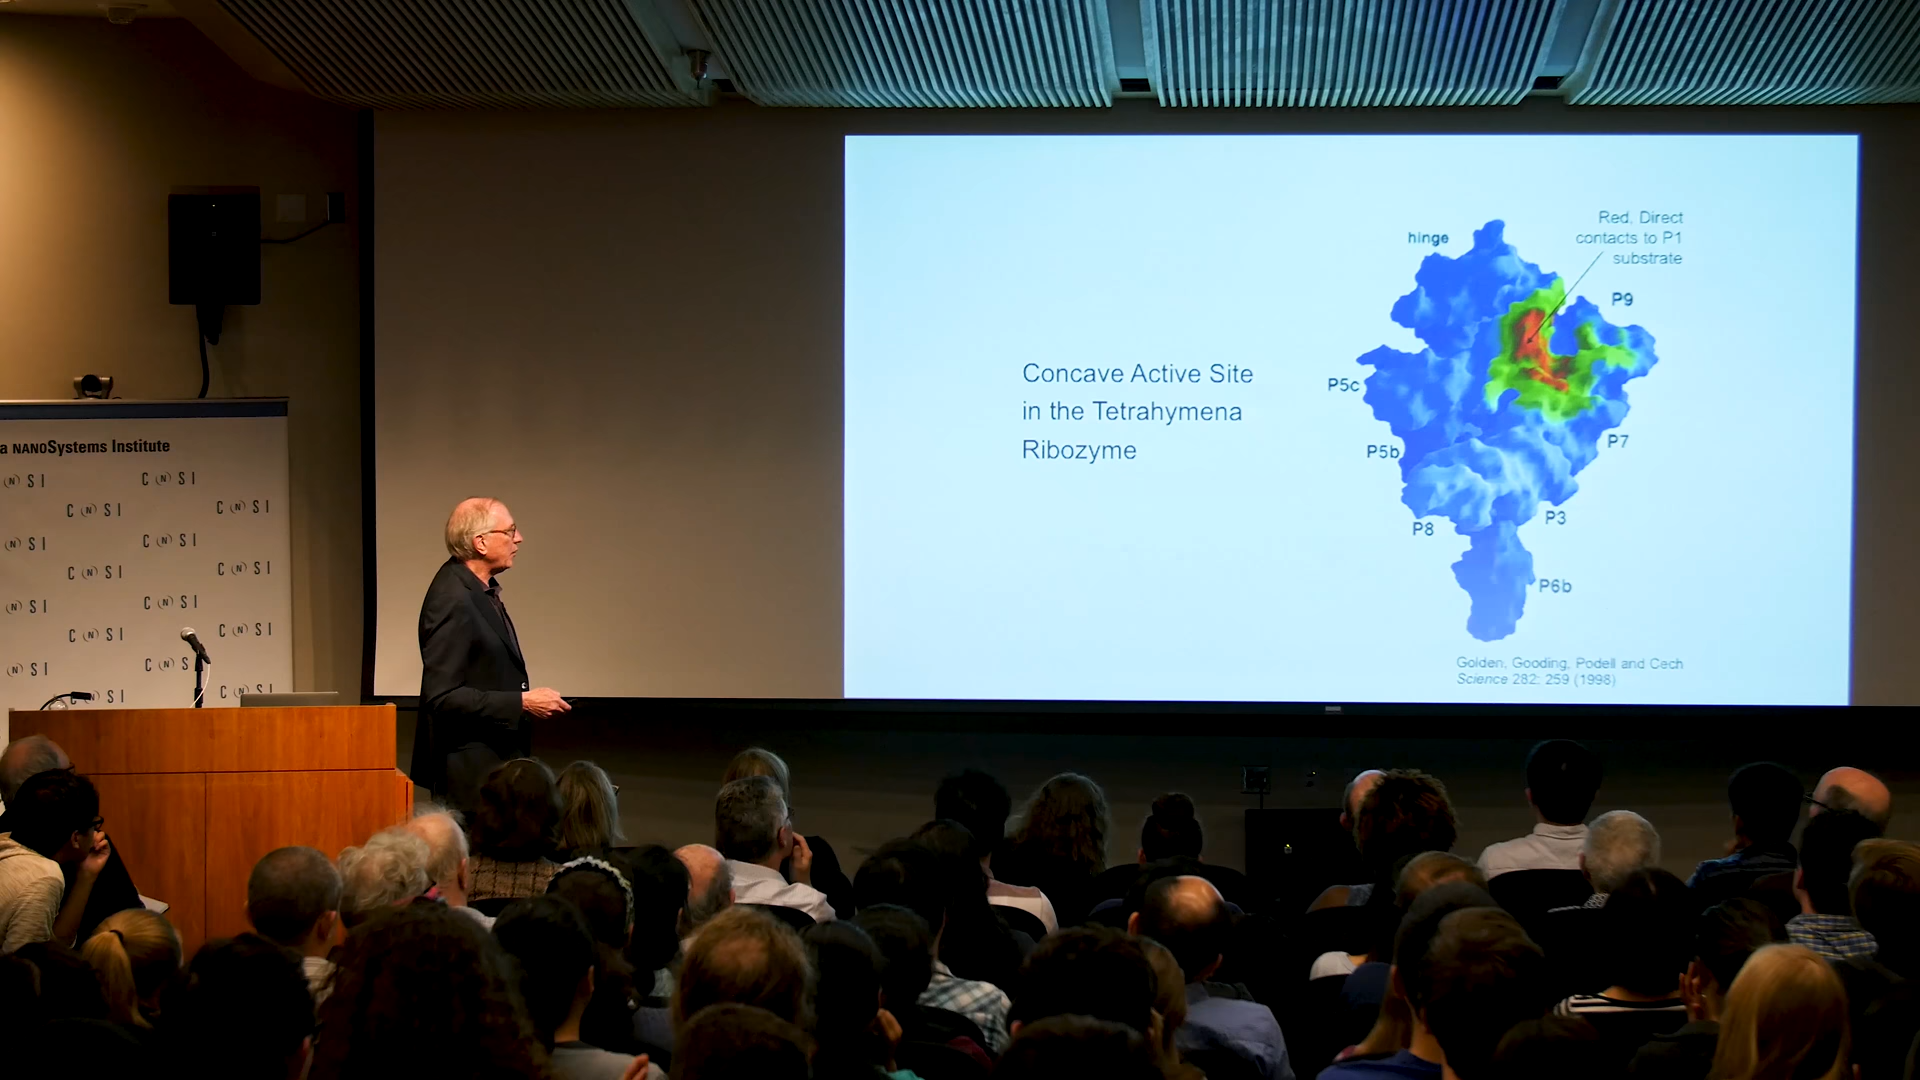 hinge
Red, Direct
contacts to P1
substrate
P9
Concave Active Site
in the Tetrahymena
Ribozyme
P5c
P5b
P7
P8
P3
P6b
Golden, Gooding, Podell and Cech
Science 282: 259 (1998)
a NANOSystems Institute
(N) S I
C (N) S I
C (N) S I
C (N) S I
(N) S I
C (N) S I
C (N) S I
C (N) S I
(N) S I
C (N) S I
C (N) S I
C (N) S I
(N) S I
C (N) S
C (N) S I
C (N) S I